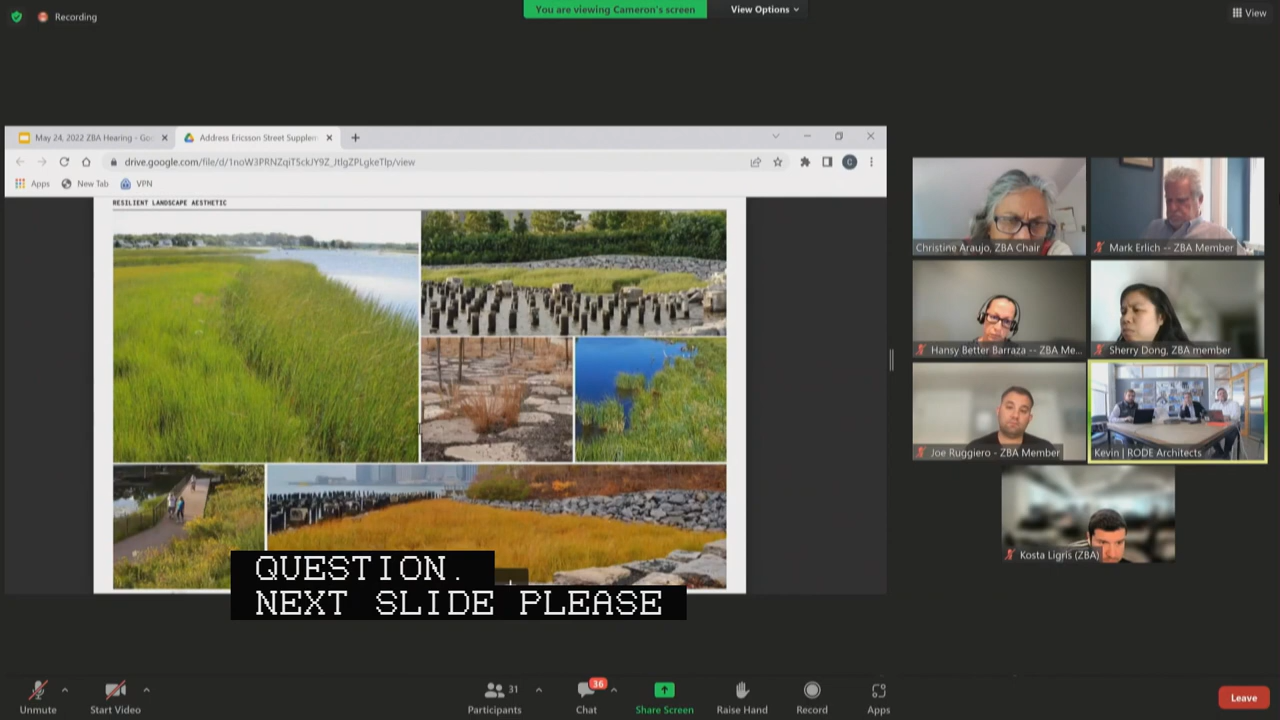 Recording
You are viewing Cameron's screen
View Options
View
May 24, 2022 ZBA Hearing - Go
Address Ericsson Street Supplem
drive.google.com/file/d/1noW3PRNZqiT5ckJY9Z_JtlgZPLgkeTlp/view
Apps
New Tab
VPN
RESILIENT LANDSCAPE AESTHETIC
Christine Araujo, ZBA Chair
Mark Erlich -- ZBA Member
Hansy Better Barraza -- ZBA Me...
Sherry Dong, ZBA member
Joe Ruggiero - ZBA Member
Kevin | RODE Architects
Kosta Ligris (ZBA)
QUESTION.
NEXT SLIDE PLEASE
Unmute
Start Video
Participants
31
Chat
36
Share Screen
Raise Hand
Record
Apps
Leave